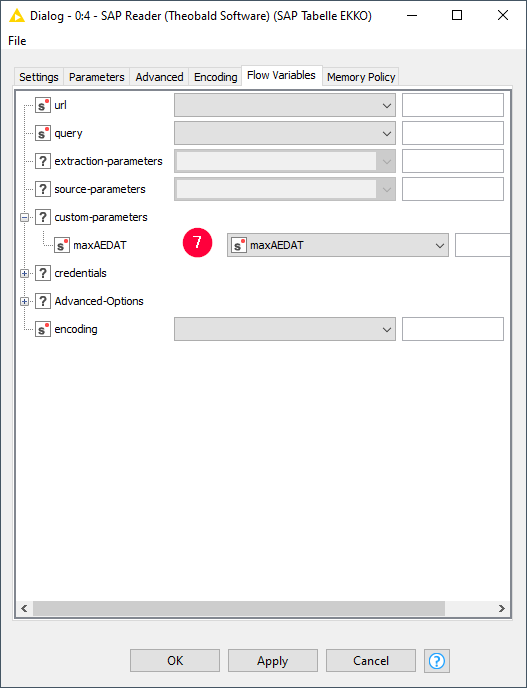 Dialog - 0:4 - SAP Reader (Theobald Software) (SAP Tabelle EKKO)
File
Settings Parameters Advanced Encoding Flow Variables Memory Policy
s url
s query
? extraction-parameters
? source-parameters
? custom-parameters
s maxAEDAT 7 s maxAEDAT
? credentials
? Advanced-Options
s encoding
OK Apply Cancel ?